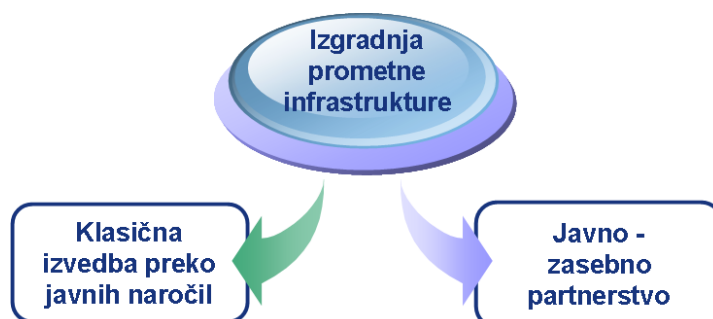 Izgradnja
prometne
infrastrukture
Klasična
izvedba preko
javnih naročil
Javno -
zasebno
partnerstvo